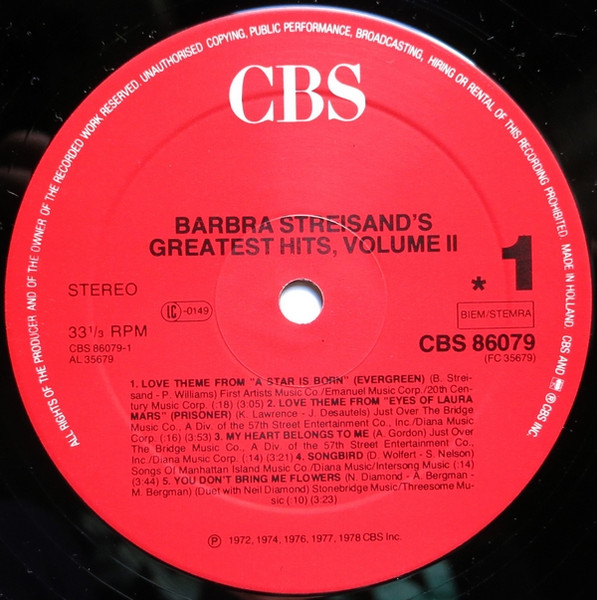 ALL RIGHTS OF THE PRODUCER AND OF THE OWNER OF THE RECORDED WORK RESERVED. UNAUTHORISED COPYING, PUBLIC PERFORMANCE, BROADCASTING, HIRING OR RENTAL OF THIS RECORDING PROHIBITED. MADE IN HOLLAND. CBS AND ® CBS INC.
CBS
BARBRA STREISAND'S
GREATEST HITS, VOLUME II
* 1
STEREO
LC -0149
BIEM/STEMRA
33 1/3 RPM
CBS 86079-1
AL 35679
CBS 86079
(FC 35679)
1. LOVE THEME FROM "A STAR IS BORN" (EVERGREEN) (B. Strei-
sand - P. Williams) First Artists Music Co./Emanuel Music Corp./20th Cen-
tury Music Corp. (:18) (3:05) 2. LOVE THEME FROM "EYES OF LAURA
MARS" (PRISONER) (K. Lawrence - J. Desautels) Just Over The Bridge
Music Co., A Div. of the 57th Street Entertainment Co., Inc./Diana Music
Corp. (:16) (3:53) 3. MY HEART BELONGS TO ME (A. Gordon) Just Over
The Bridge Music Co., A Div. of the 57th Street Entertainment Co.,
Inc./Diana Music Corp. (:14) (3:21) 4. SONGBIRD (D. Wolfert - S. Nelson)
Songs Of Manhattan Island Music Co./Diana Music/Intersong Music (:14)
(3:44) 5. YOU DON'T BRING ME FLOWERS (N. Diamond - A. Bergman -
M. Bergman) (Duet with Neil Diamond) Stonebridge Music/Threesome Mu-
sic (:10) (3:23)
℗ 1972, 1974, 1976, 1977, 1978 CBS Inc.